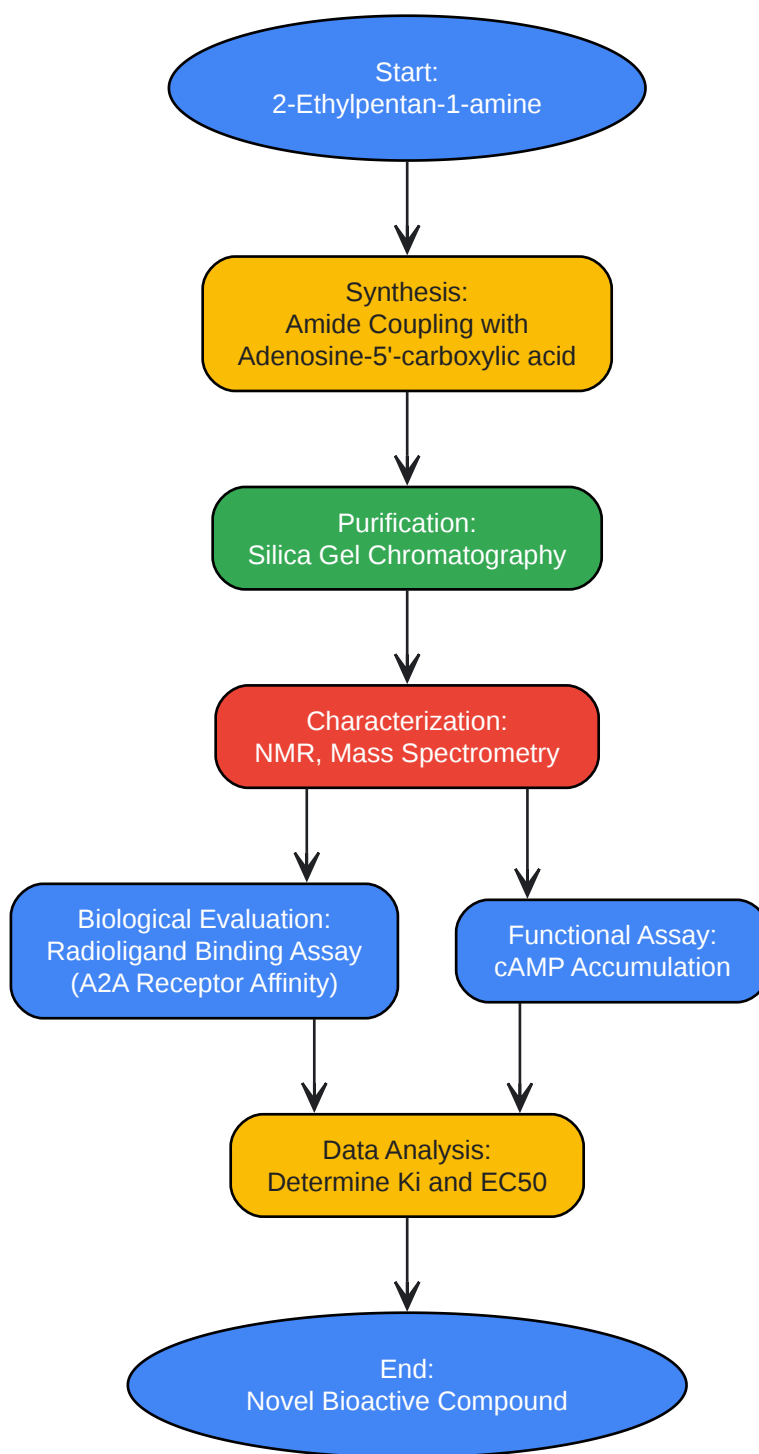 Start:
2-Ethylpentan-1-amine
Synthesis:
Amide Coupling with
Adenosine-5'-carboxylic acid
Purification:
Silica Gel Chromatography
Characterization:
NMR, Mass Spectrometry
Biological Evaluation:
Radioligand Binding Assay
(A2A Receptor Affinity)
Functional Assay:
cAMP Accumulation
Data Analysis:
Determine Ki and EC50
End:
Novel Bioactive Compound